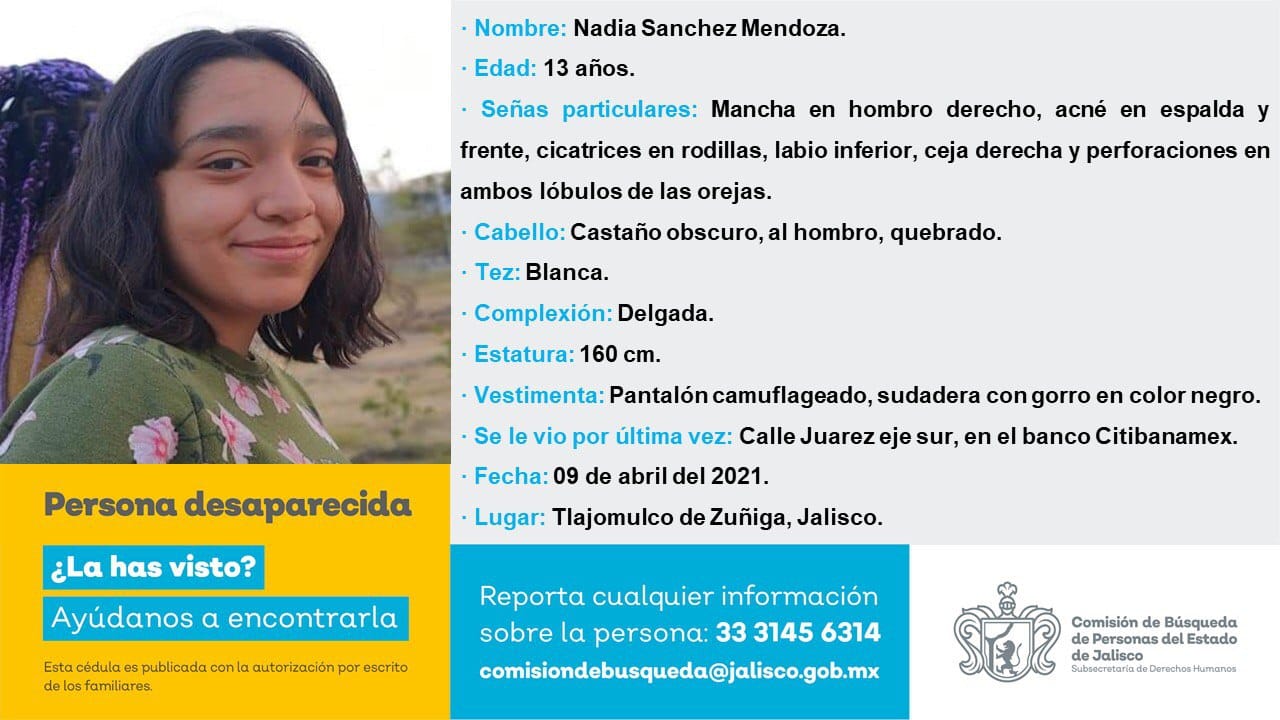 · Nombre: Nadia Sanchez Mendoza.
· Edad: 13 años.
· Señas particulares: Mancha en hombro derecho, acné en espalda y
frente, cicatrices en rodillas, labio inferior, ceja derecha y perforaciones en
ambos lóbulos de las orejas.
· Cabello: Castaño obscuro, al hombro, quebrado.
· Tez: Blanca.
· Complexión: Delgada.
· Estatura: 160 cm.
· Vestimenta: Pantalón camuflageado, sudadera con gorro en color negro.
· Se le vio por última vez: Calle Juarez eje sur, en el banco Citibanamex.
· Fecha: 09 de abril del 2021.
· Lugar: Tlajomulco de Zuñiga, Jalisco.
Persona desaparecida
¿La has visto?
Ayúdanos a encontrarla
Esta cédula es publicada con la autorización por escrito
de los familiares.
Reporta cualquier información
sobre la persona: 33 3145 6314
comisiondebusqueda@jalisco.gob.mx
Comisión de Búsqueda
de Personas del Estado
de Jalisco
Subsecretaría de Derechos Humanos